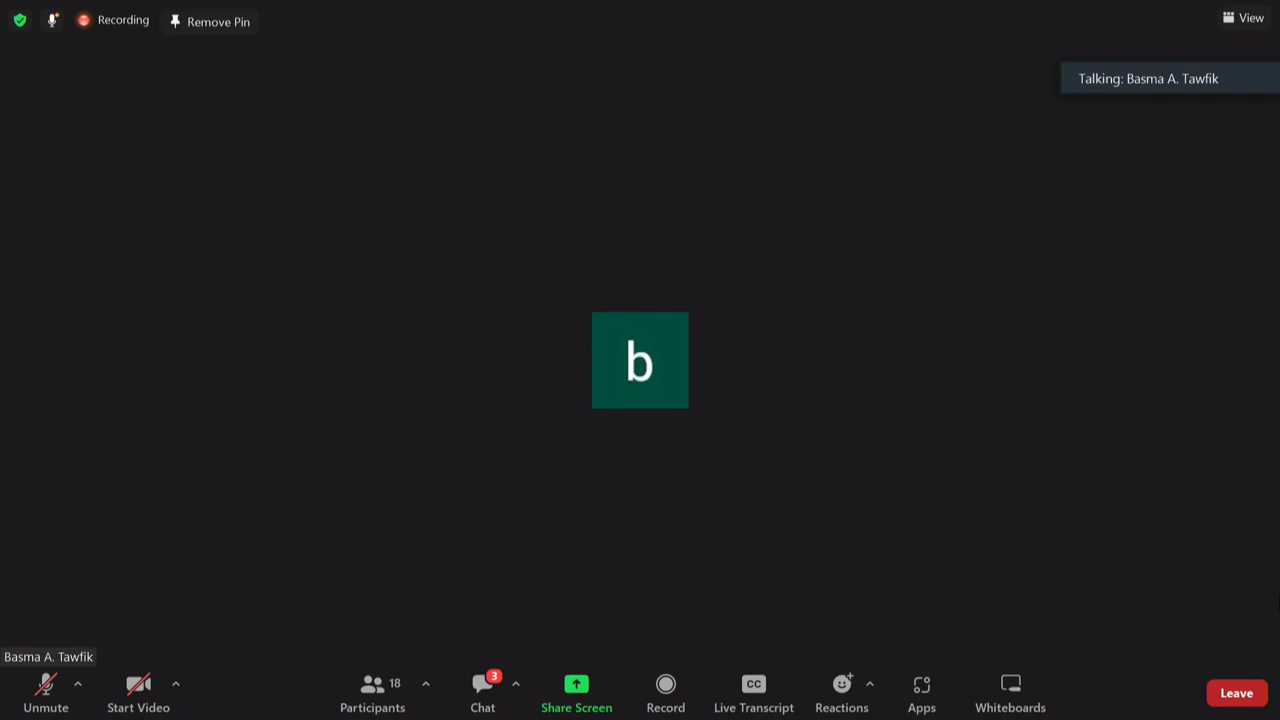 Recording
Remove Pin
View
Talking: Basma A. Tawfik
b
Basma A. Tawfik
Unmute
Start Video
18
Participants
3
Chat
Share Screen
Record
CC
Live Transcript
Reactions
Apps
Whiteboards
Leave